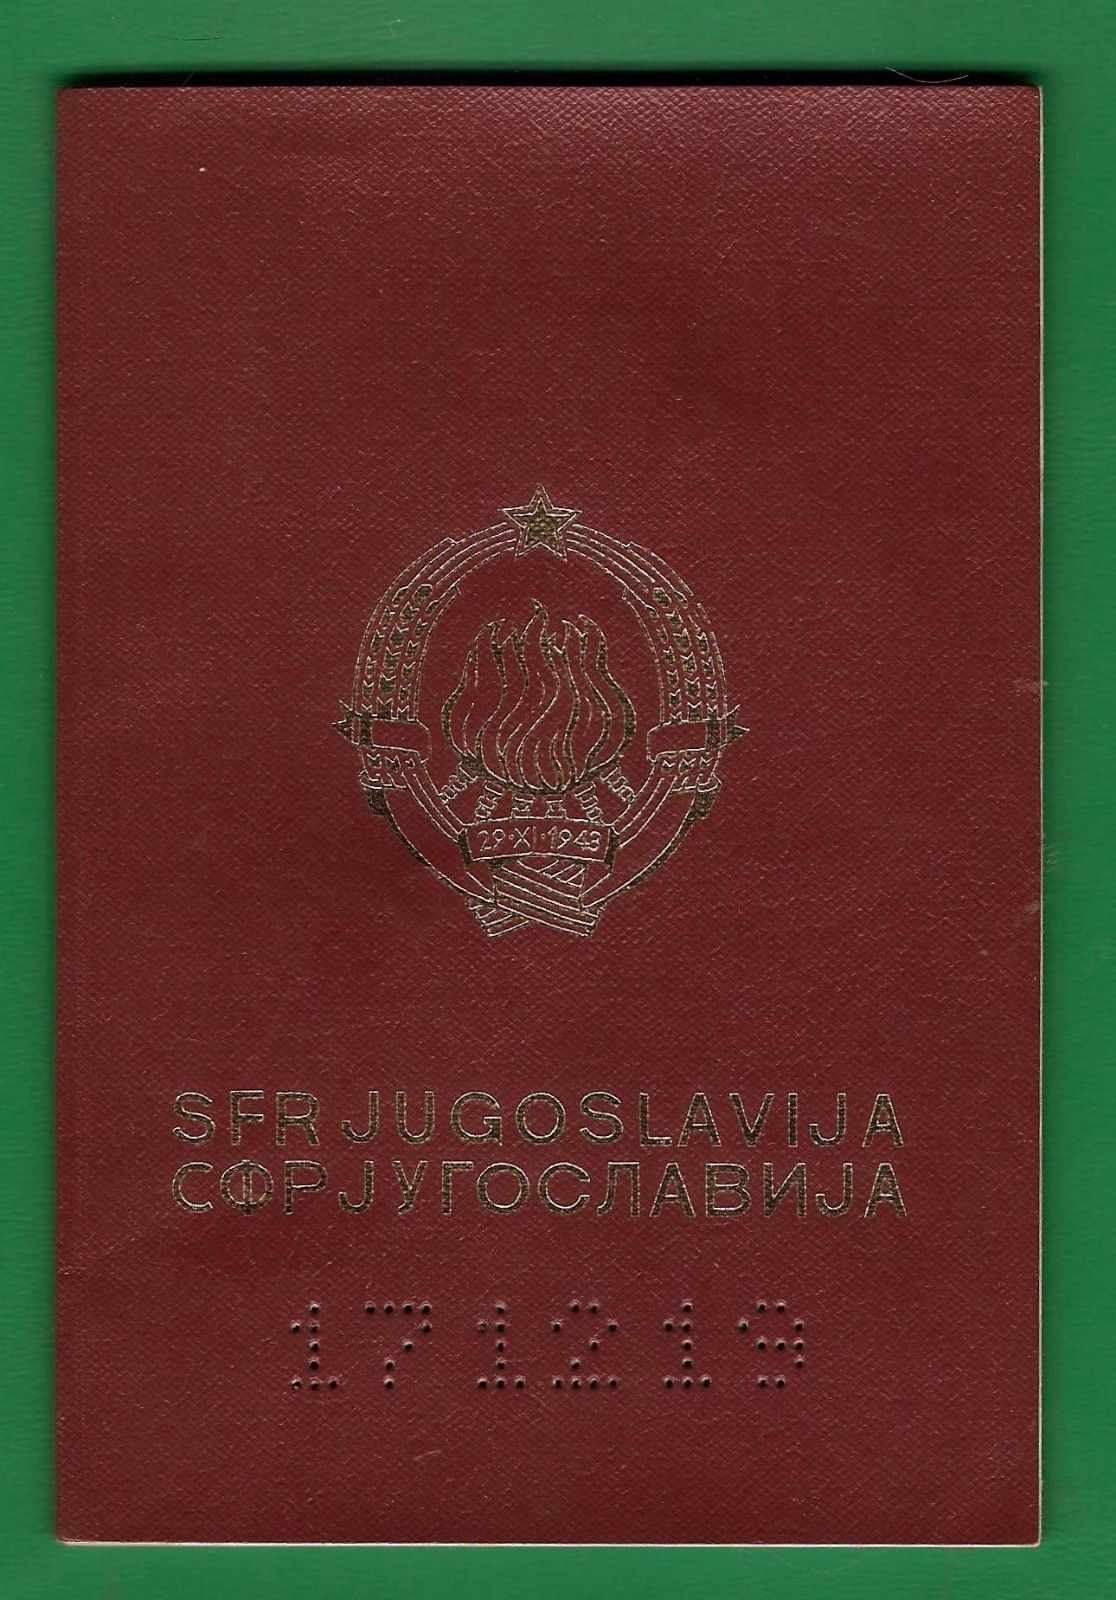 29·XI·1943
SFR JUGOSLAVIJA
СФР ЈУГОСЛАВИЈА
171219